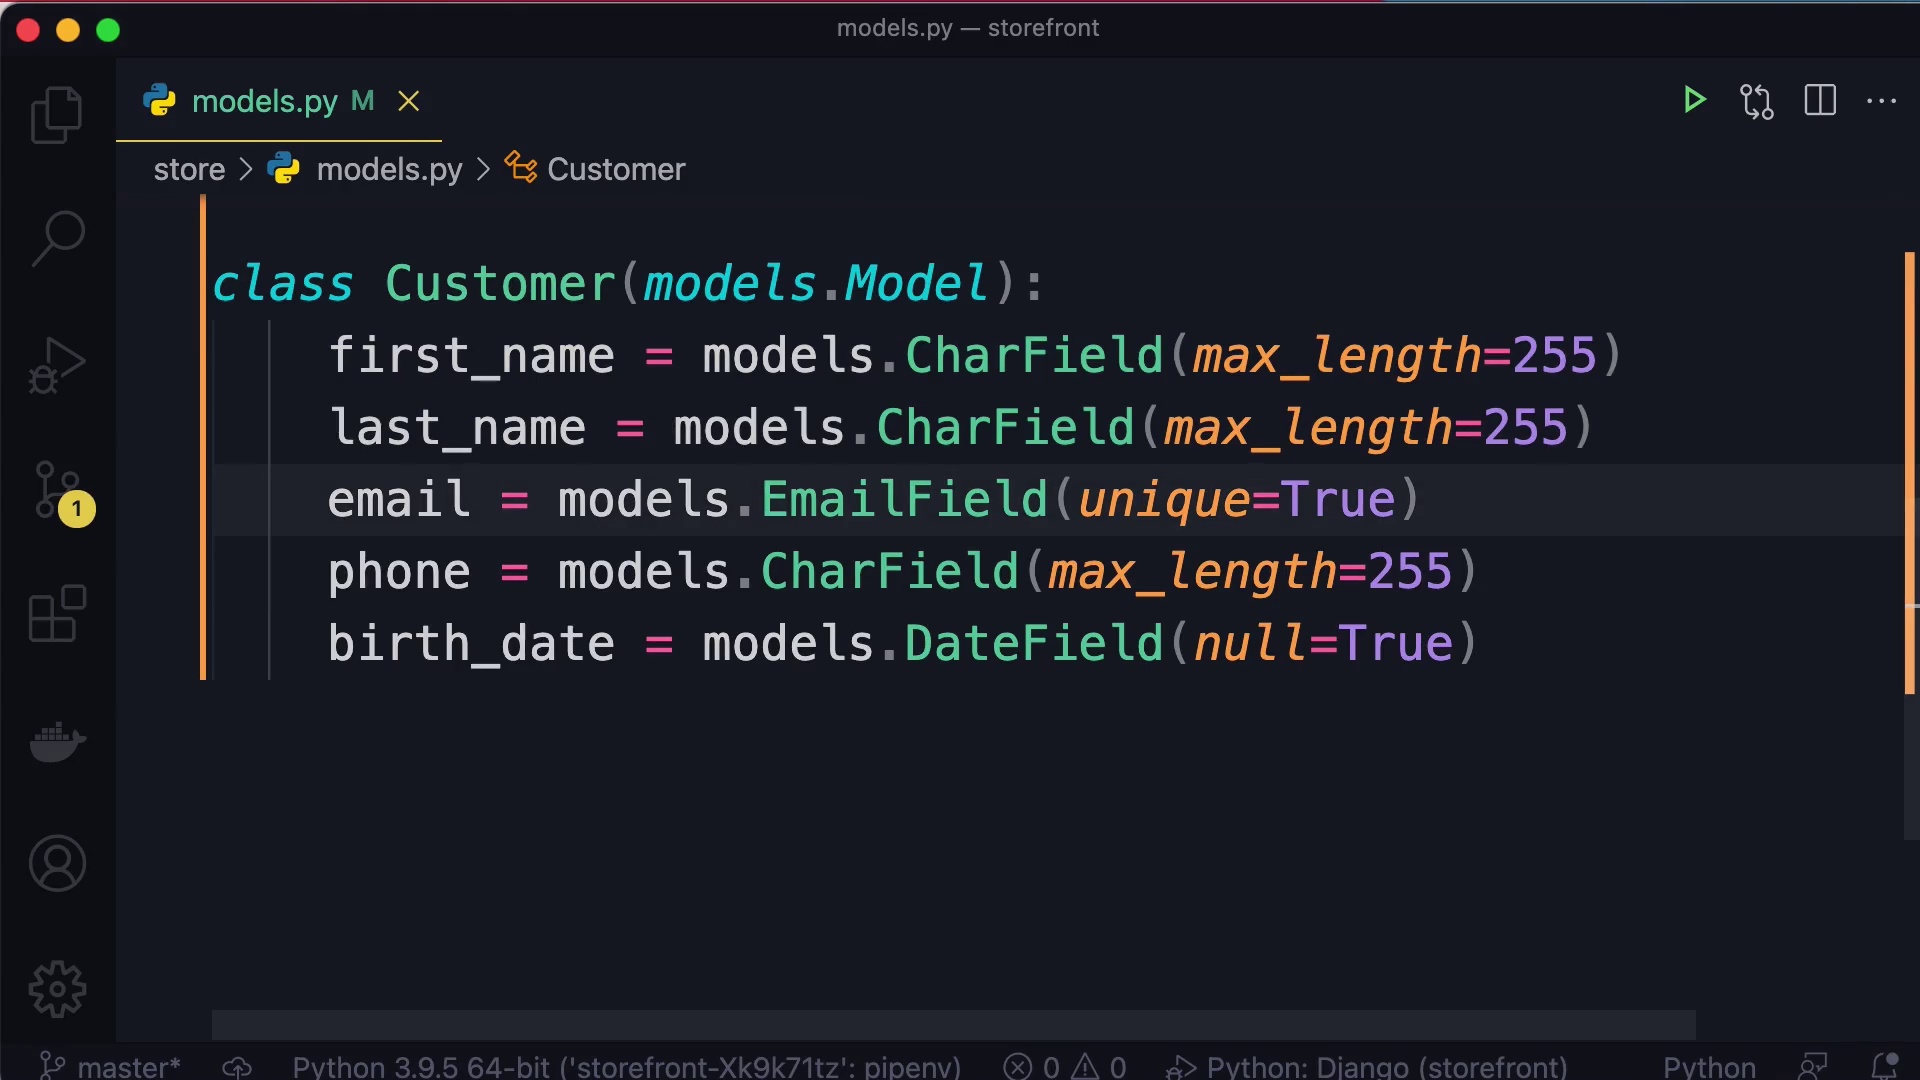 models.py — storefront
models.py M
store > models.py > Customer
class Customer(models.Model):
first_name = models.CharField(max_length=255)
last_name = models.CharField(max_length=255)
email = models.EmailField(unique=True)
phone = models.CharField(max_length=255)
birth_date = models.DateField(null=True)
1
master* Python 3.9.5 64-bit ('storefront-Xk9k71tz': pipenv) 0 0 Python: Django (storefront) Python